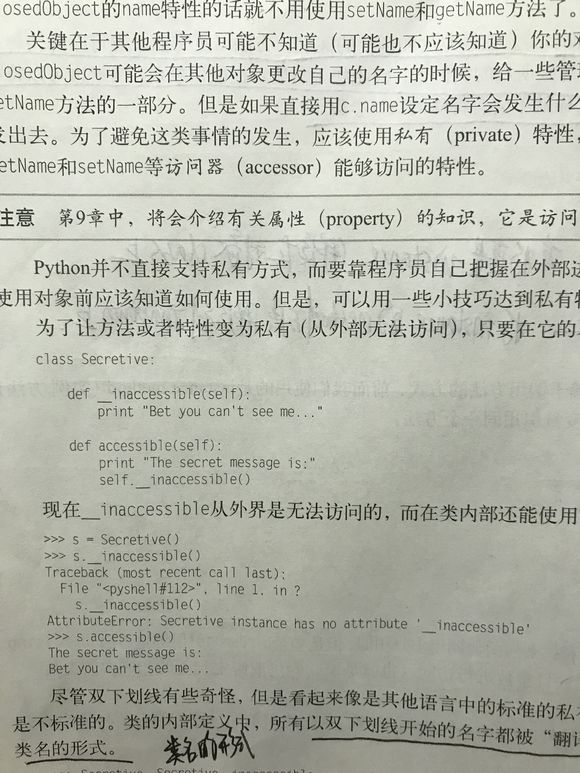 osedObject的name特性的话就不用使用setName和getName方法了。
关键在于其他程序员可能不知道（可能也不应该知道）你的对
osedObject可能会在其他对象更改自己的名字的时候，给一些管理
etName方法的一部分。但是如果直接用c.name设定名字会发生什么
发出去。为了避免这类事情的发生，应该使用私有（private）特性，
etName和setName等访问器（accessor）能够访问的特性。
注意 第9章中，将会介绍有关属性（property）的知识，它是访问
Python并不直接支持私有方式，而要靠程序员自己把握在外部进
使用对象前应该知道如何使用。但是，可以用一些小技巧达到私有特
为了让方法或者特性变为私有（从外部无法访问），只要在它的
class Secretive:
def __inaccessible(self):
print "Bet you can't see me..."
def accessible(self):
print "The secret message is:"
self.__inaccessible()
现在__inaccessible从外界是无法访问的，而在类内部还能使用
>>> s = Secretive()
>>> s.__inaccessible()
Traceback (most recent call last):
File "<pyshell#112>", line 1, in ?
s.__inaccessible()
AttributeError: Secretive instance has no attribute '__inaccessible'
>>> s.accessible()
The secret message is:
Bet you can't see me...
尽管双下划线有些奇怪，但是看起来像是其他语言中的标准的私
是不标准的。类的内部定义中，所有以双下划线开始的名字都被“翻译
类名的形式。 类名的形式